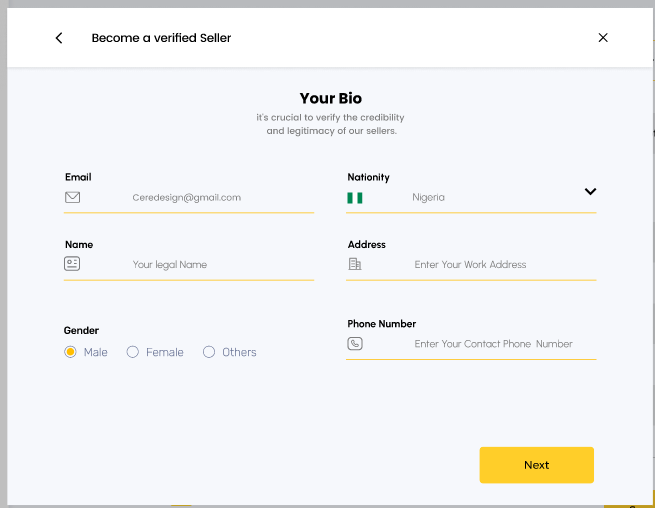 Become a verified Seller
Your Bio
it's crucial to verify the credibility
and legitimacy of our sellers.
Email
Ceredesign@gmail.com
Nationity
Nigeria
Name
Your legal Name
Address
Enter Your Work Address
Gender
Male
Female
Others
Phone Number
Enter Your Contact Phone Number
Next